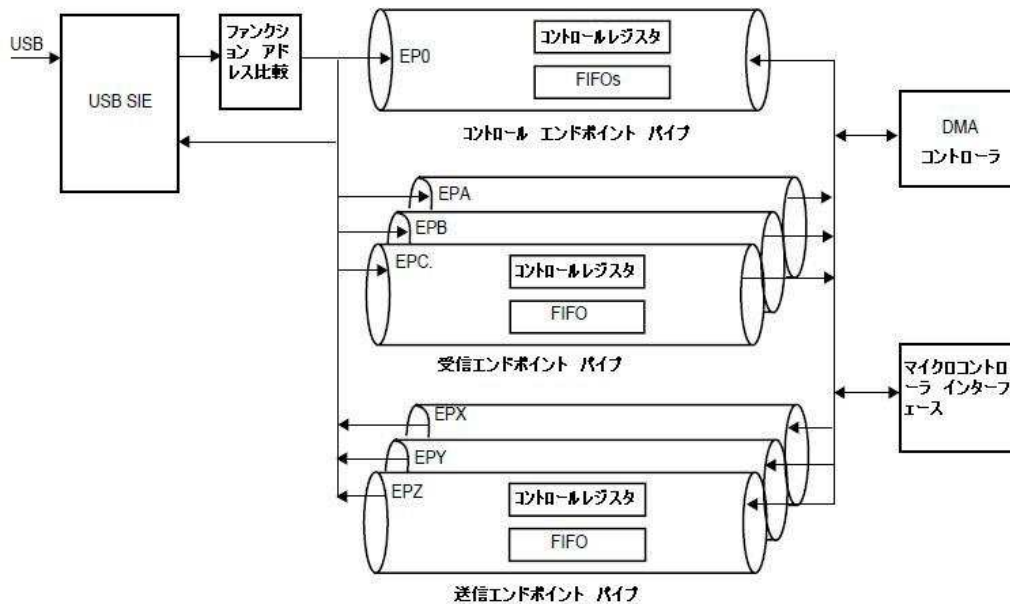 USB
USB SIE
ファンクシ
ョン アド
レス比較
EP0
コントロールレジスタ
FIFOs
コントロール エンドポイント パイプ
DMA
コントローラ
EPA
EPB
EPC.
コントロールレジスタ
FIFO
受信エンドポイント パイプ
マイクロコントロ
ーラ インターフ
ェース
EPX
EPY
EPZ
コントロールレジスタ
FIFO
送信エンドポイント パイプ